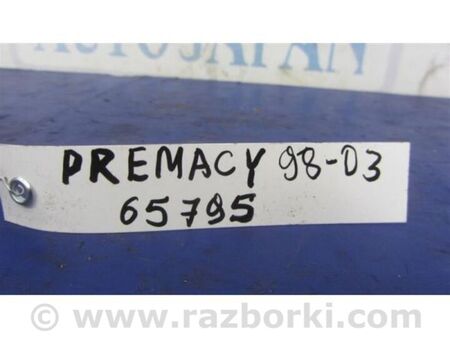 AUTOJAPAN
PREMACY 98-03
65795
© www.razborki.com